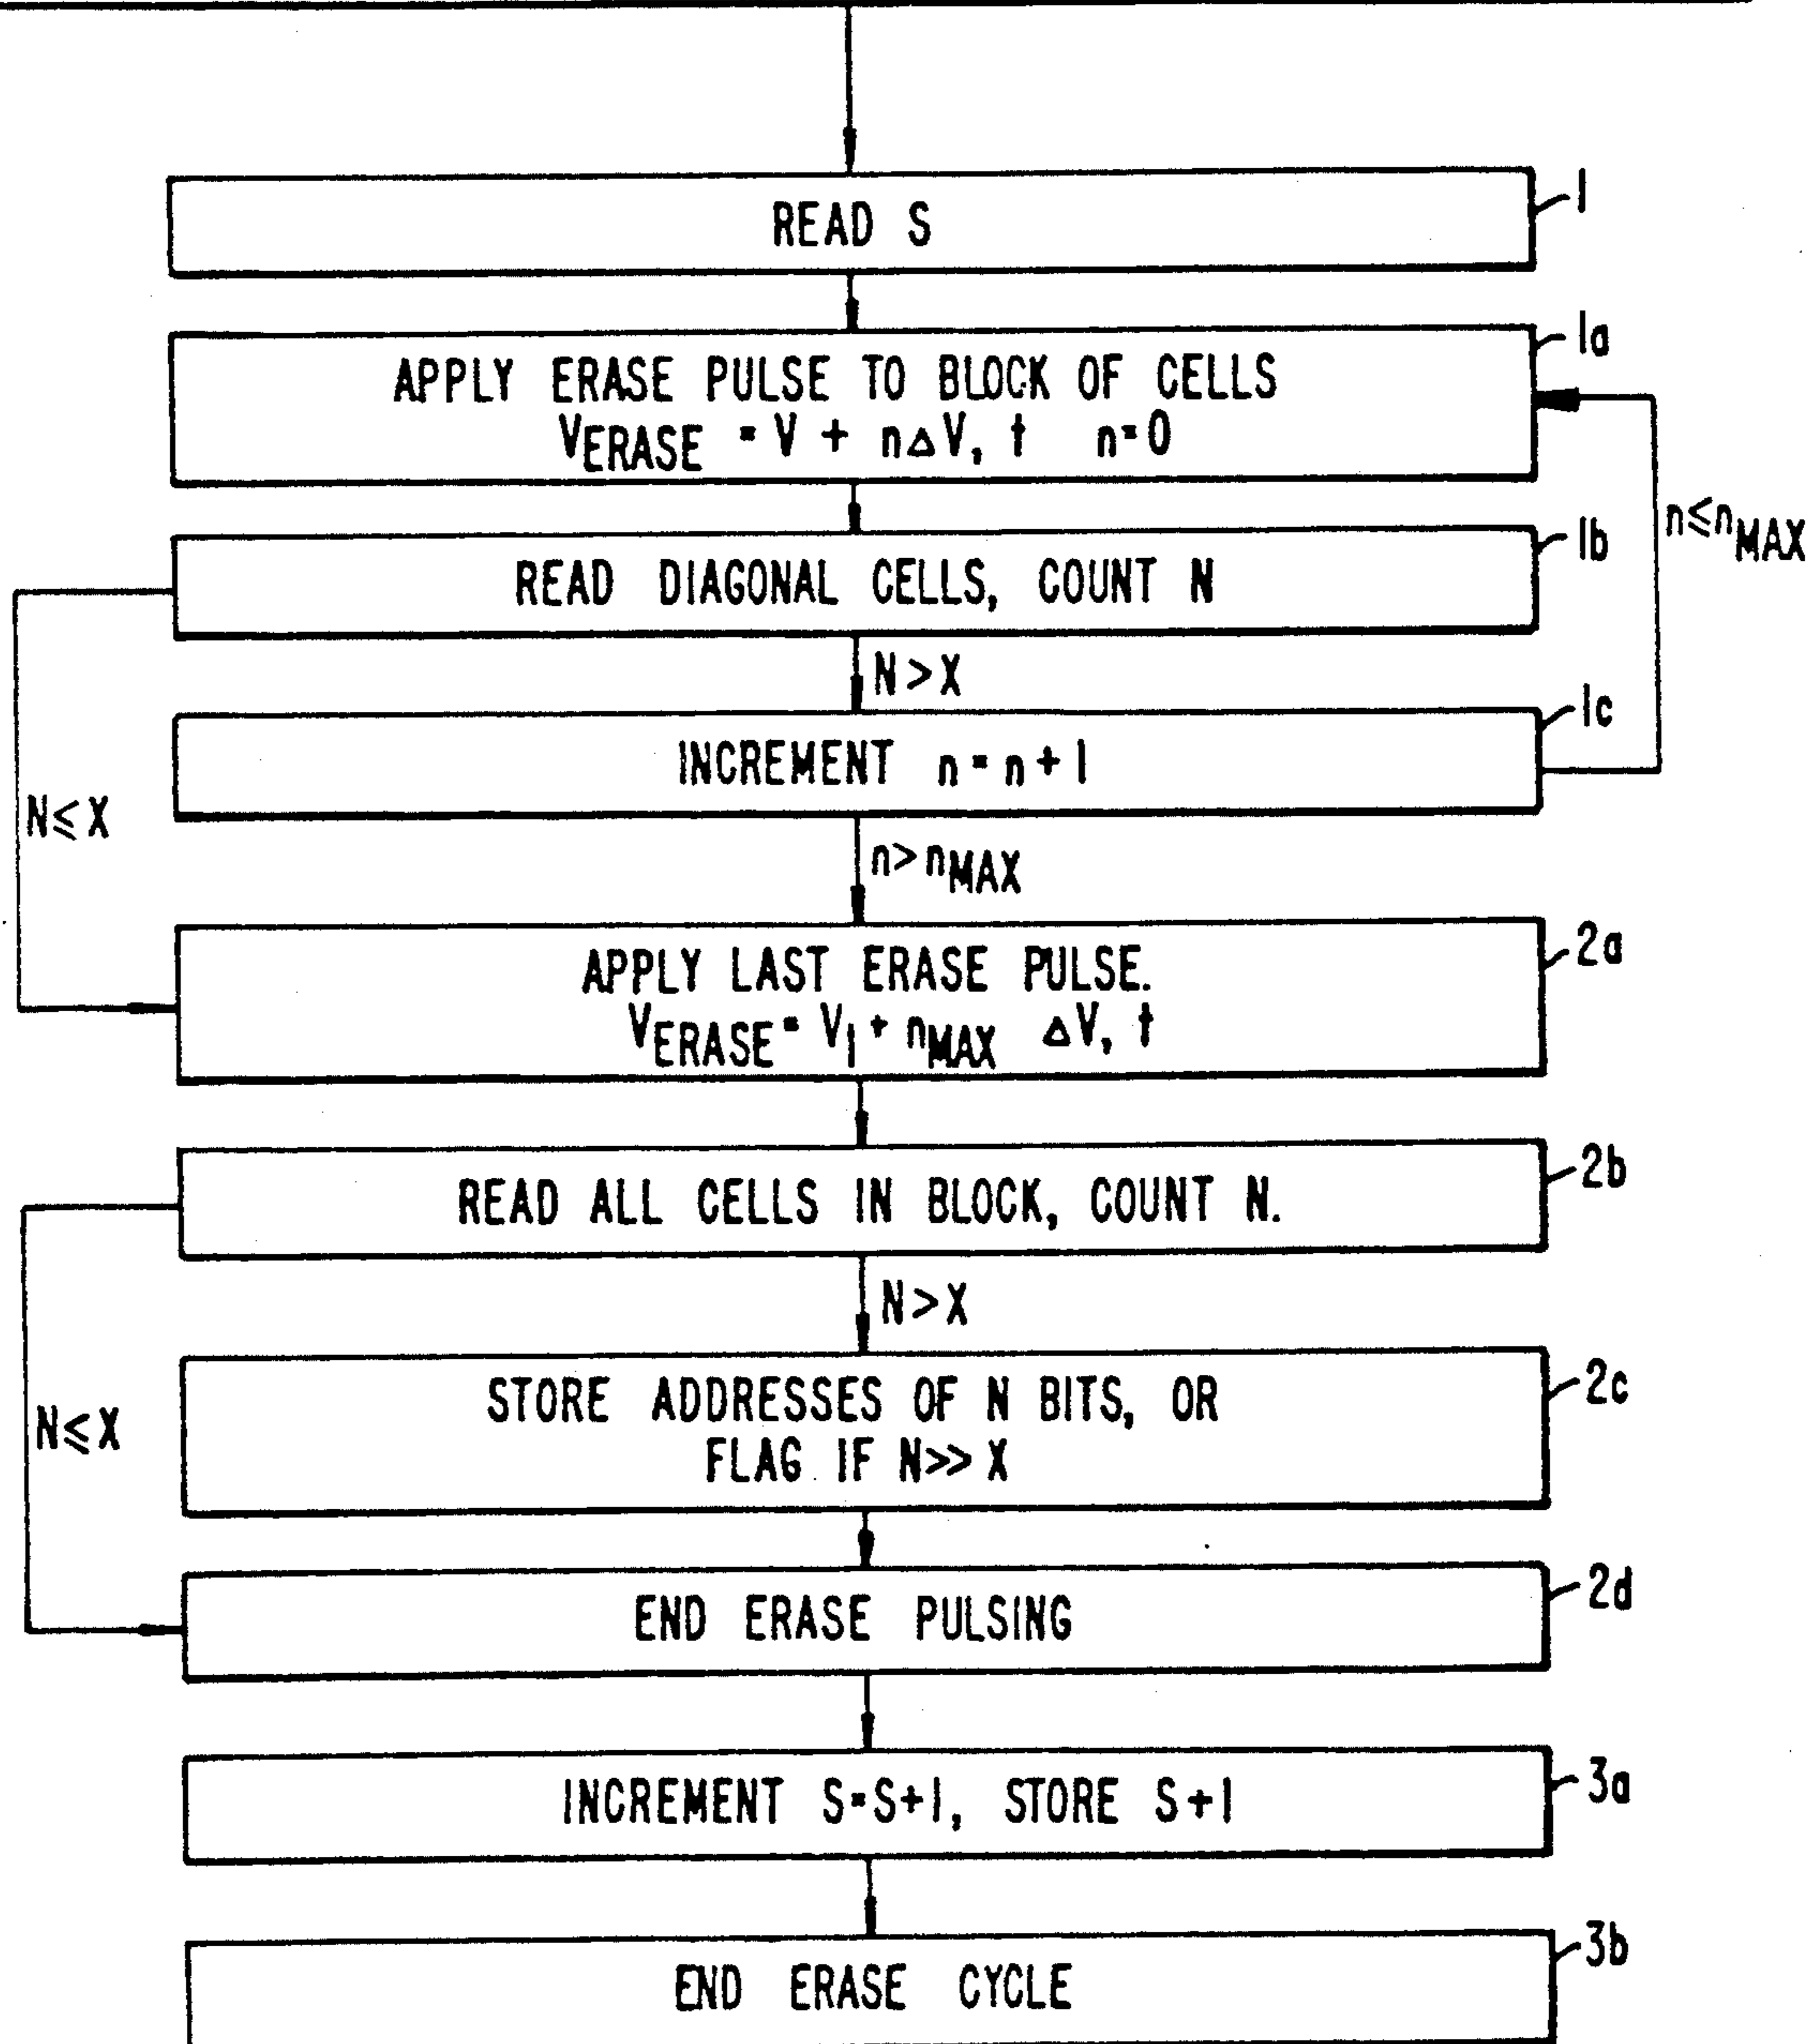 READ S
1
APPLY ERASE PULSE TO BLOCK OF CELLS
VERASE = V + n△V, t n=0
1a
READ DIAGONAL CELLS, COUNT N
1b
n≤nMAX
N>X
INCREMENT n=n+1
1c
N≤X
n>nMAX
APPLY LAST ERASE PULSE.
VERASE= V1+ nMAX △V, t
2a
READ ALL CELLS IN BLOCK, COUNT N.
2b
N>X
STORE ADDRESSES OF N BITS, OR
FLAG IF N>> X
2c
N≤X
END ERASE PULSING
2d
INCREMENT S=S+1, STORE S+1
3a
END ERASE CYCLE
3b